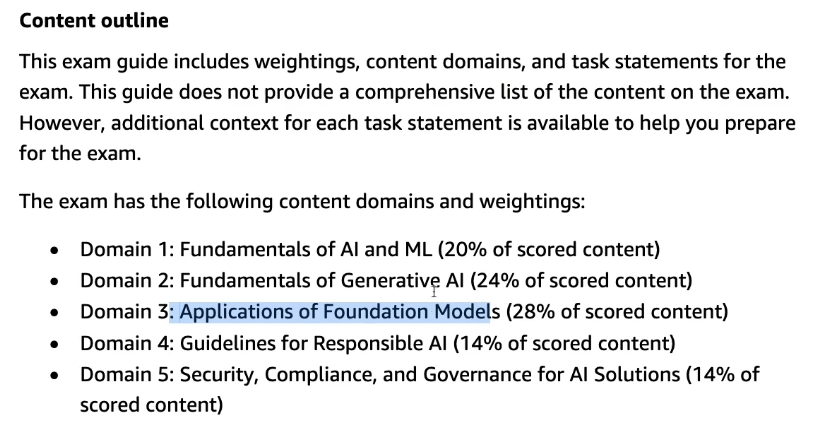 Content outline
This exam guide includes weightings, content domains, and task statements for the
exam. This guide does not provide a comprehensive list of the content on the exam.
However, additional context for each task statement is available to help you prepare
for the exam.
The exam has the following content domains and weightings:
• Domain 1: Fundamentals of AI and ML (20% of scored content)
• Domain 2: Fundamentals of Generative AI (24% of scored content)
• Domain 3: Applications of Foundation Models (28% of scored content)
• Domain 4: Guidelines for Responsible AI (14% of scored content)
• Domain 5: Security, Compliance, and Governance for AI Solutions (14% of
scored content)